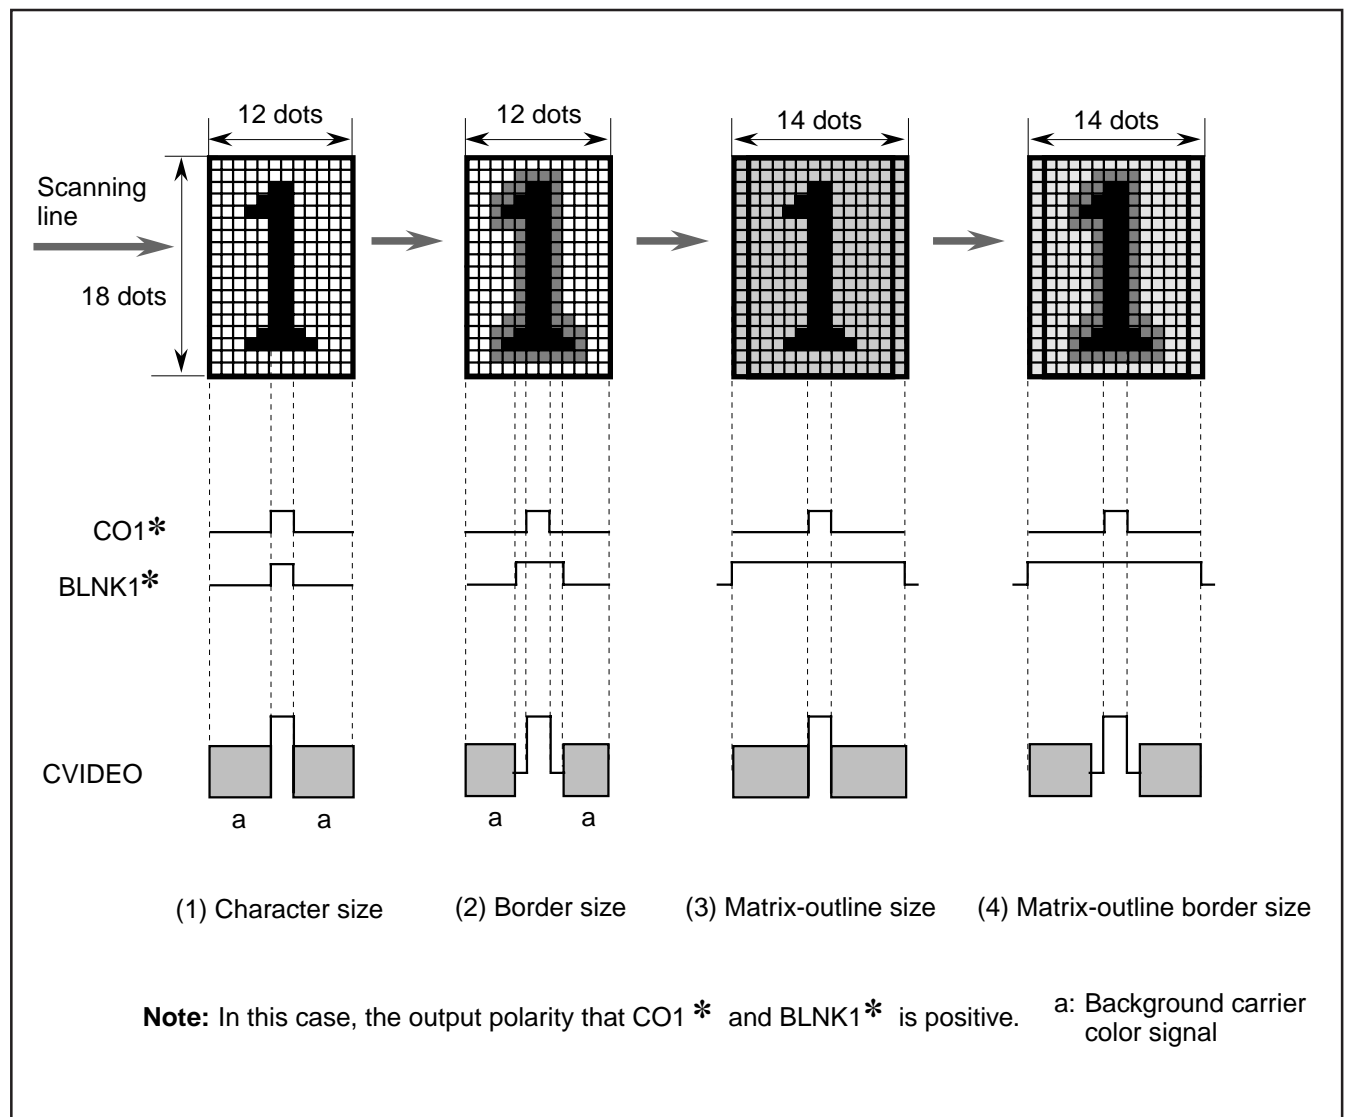 12 dots
12 dots
14 dots
14 dots
Scanning
line
18 dots
CO1*
BLNK1*
CVIDEO
a
a
a
a
(1) Character size
(2) Border size
(3) Matrix-outline size
(4) Matrix-outline border size
Note: In this case, the output polarity that CO1 * and BLNK1* is positive.
a: Background carrier
color signal